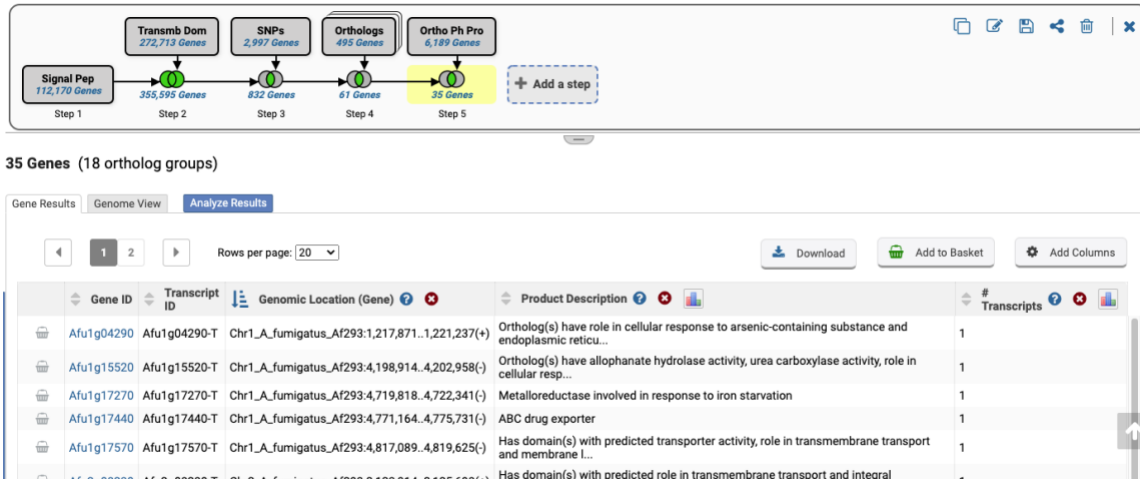 Transmb Dom
272,713 Genes
SNPs
2,997 Genes
Orthologs
495 Genes
Ortho Ph Pro
6,189 Genes
Signal Pep
112,170 Genes
355,595 Genes
832 Genes
61 Genes
35 Genes
+ Add a step
Step 1
Step 2
Step 3
Step 4
Step 5
35 Genes (18 ortholog groups)
Gene Results
Genome View
Analyze Results
1 2
Rows per page: 20
Download
Add to Basket
Add Columns
Gene ID
Transcript ID
Genomic Location (Gene)
Product Description
# Transcripts
Afu1g04290 Afu1g04290-T Chr1_A_fumigatus_Af293:1,217,871..1,221,237(+) Ortholog(s) have role in cellular response to arsenic-containing substance and
endoplasmic reticu... 1
Afu1g15520 Afu1g15520-T Chr1_A_fumigatus_Af293:4,198,914..4,202,958(-) Ortholog(s) have allophanate hydrolase activity, urea carboxylase activity, role in
cellular resp... 1
Afu1g17270 Afu1g17270-T Chr1_A_fumigatus_Af293:4,719,818..4,722,341(-) Metalloreductase involved in response to iron starvation 1
Afu1g17440 Afu1g17440-T Chr1_A_fumigatus_Af293:4,771,164..4,775,731(-) ABC drug exporter 1
Afu1g17570 Afu1g17570-T Chr1_A_fumigatus_Af293:4,817,089..4,819,625(-) Has domain(s) with predicted transporter activity, role in transmembrane transport
and membrane l... 1
Has domain(s) with predicted role in transmembrane transport and integral